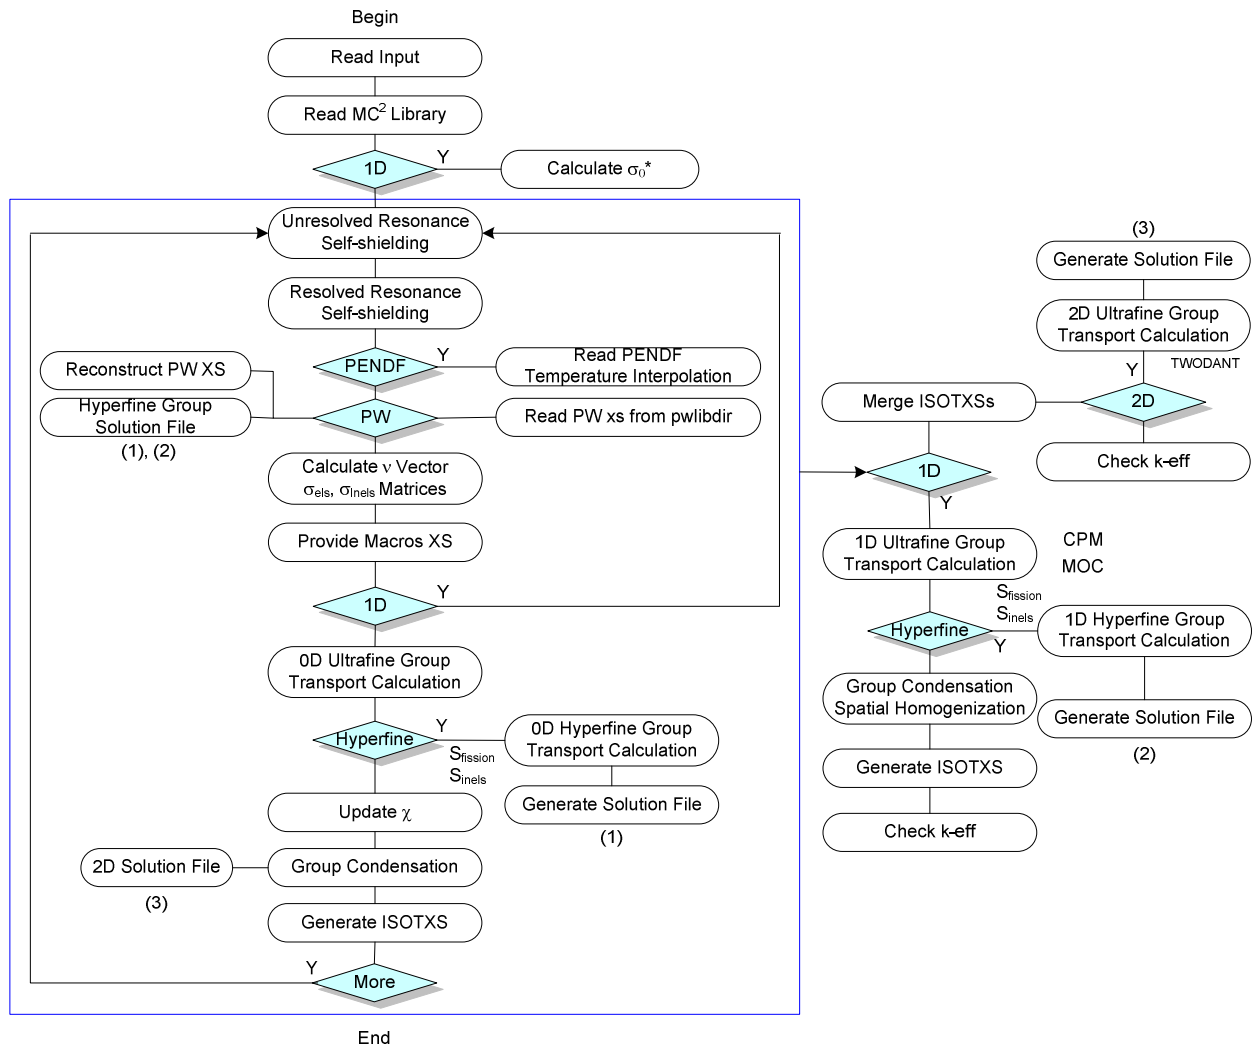 Begin
Read Input
Read MC² Library
1D
Y
Calculate σ₀*
Unresolved Resonance
Self-shielding
Resolved Resonance
Self-shielding
PENDF
Y
Read PENDF
Temperature Interpolation
Reconstruct PW XS
Hyperfine Group
Solution File
(1), (2)
PW
Read PW xs from pwlibdir
Calculate ν Vector
σels, σInels Matrices
Provide Macros XS
1D
Y
0D Ultrafine Group
Transport Calculation
Hyperfine
Y
Sfission
Sinels
0D Hyperfine Group
Transport Calculation
Generate Solution File
(1)
Update χ
2D Solution File
(3)
Group Condensation
Generate ISOTXS
Y
More
End
(3)
Generate Solution File
2D Ultrafine Group
Transport Calculation
Y
TWODANT
Merge ISOTXSs
2D
Check k-eff
1D
Y
1D Ultrafine Group
Transport Calculation
CPM
MOC
Sfission
Sinels
Hyperfine
Y
1D Hyperfine Group
Transport Calculation
Generate Solution File
(2)
Group Condensation
Spatial Homogenization
Generate ISOTXS
Check k-eff